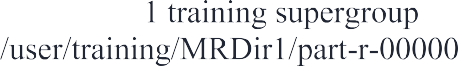 1 training supergroup
/user/training/MRDir1/part-r-00000